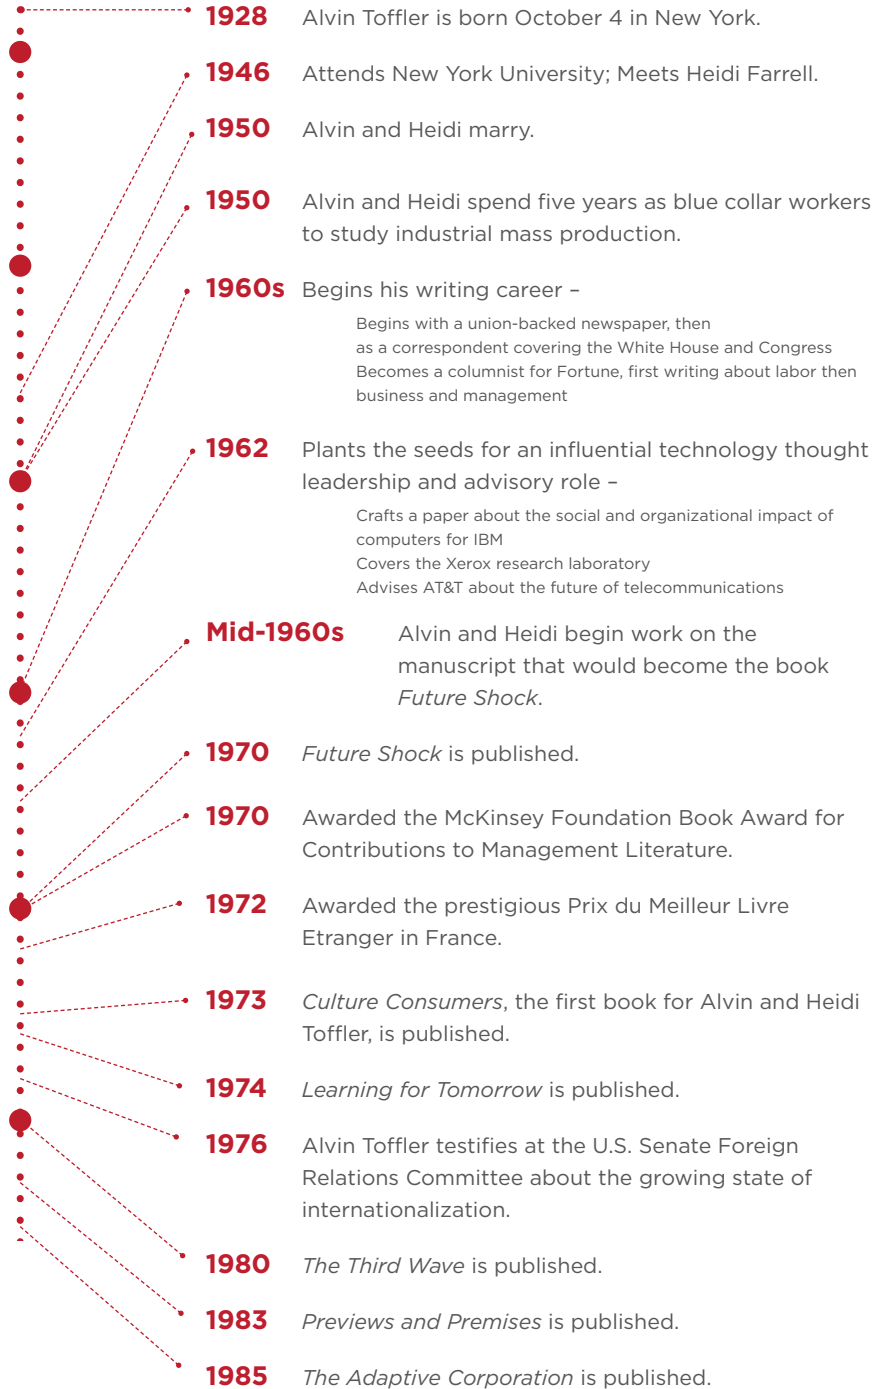 1928 Alvin Toffler is born October 4 in New York.
1946 Attends New York University; Meets Heidi Farrell.
1950 Alvin and Heidi marry.
1950 Alvin and Heidi spend five years as blue collar workers
to study industrial mass production.
1960s Begins his writing career –
Begins with a union-backed newspaper, then
as a correspondent covering the White House and Congress
Becomes a columnist for Fortune, first writing about labor then
business and management
1962 Plants the seeds for an influential technology thought
leadership and advisory role –
Crafts a paper about the social and organizational impact of
computers for IBM
Covers the Xerox research laboratory
Advises AT&T about the future of telecommunications
Mid-1960s Alvin and Heidi begin work on the
manuscript that would become the book
Future Shock.
1970 Future Shock is published.
1970 Awarded the McKinsey Foundation Book Award for
Contributions to Management Literature.
1972 Awarded the prestigious Prix du Meilleur Livre
Etranger in France.
1973 Culture Consumers, the first book for Alvin and Heidi
Toffler, is published.
1974 Learning for Tomorrow is published.
1976 Alvin Toffler testifies at the U.S. Senate Foreign
Relations Committee about the growing state of
internationalization.
1980 The Third Wave is published.
1983 Previews and Premises is published.
1985 The Adaptive Corporation is published.